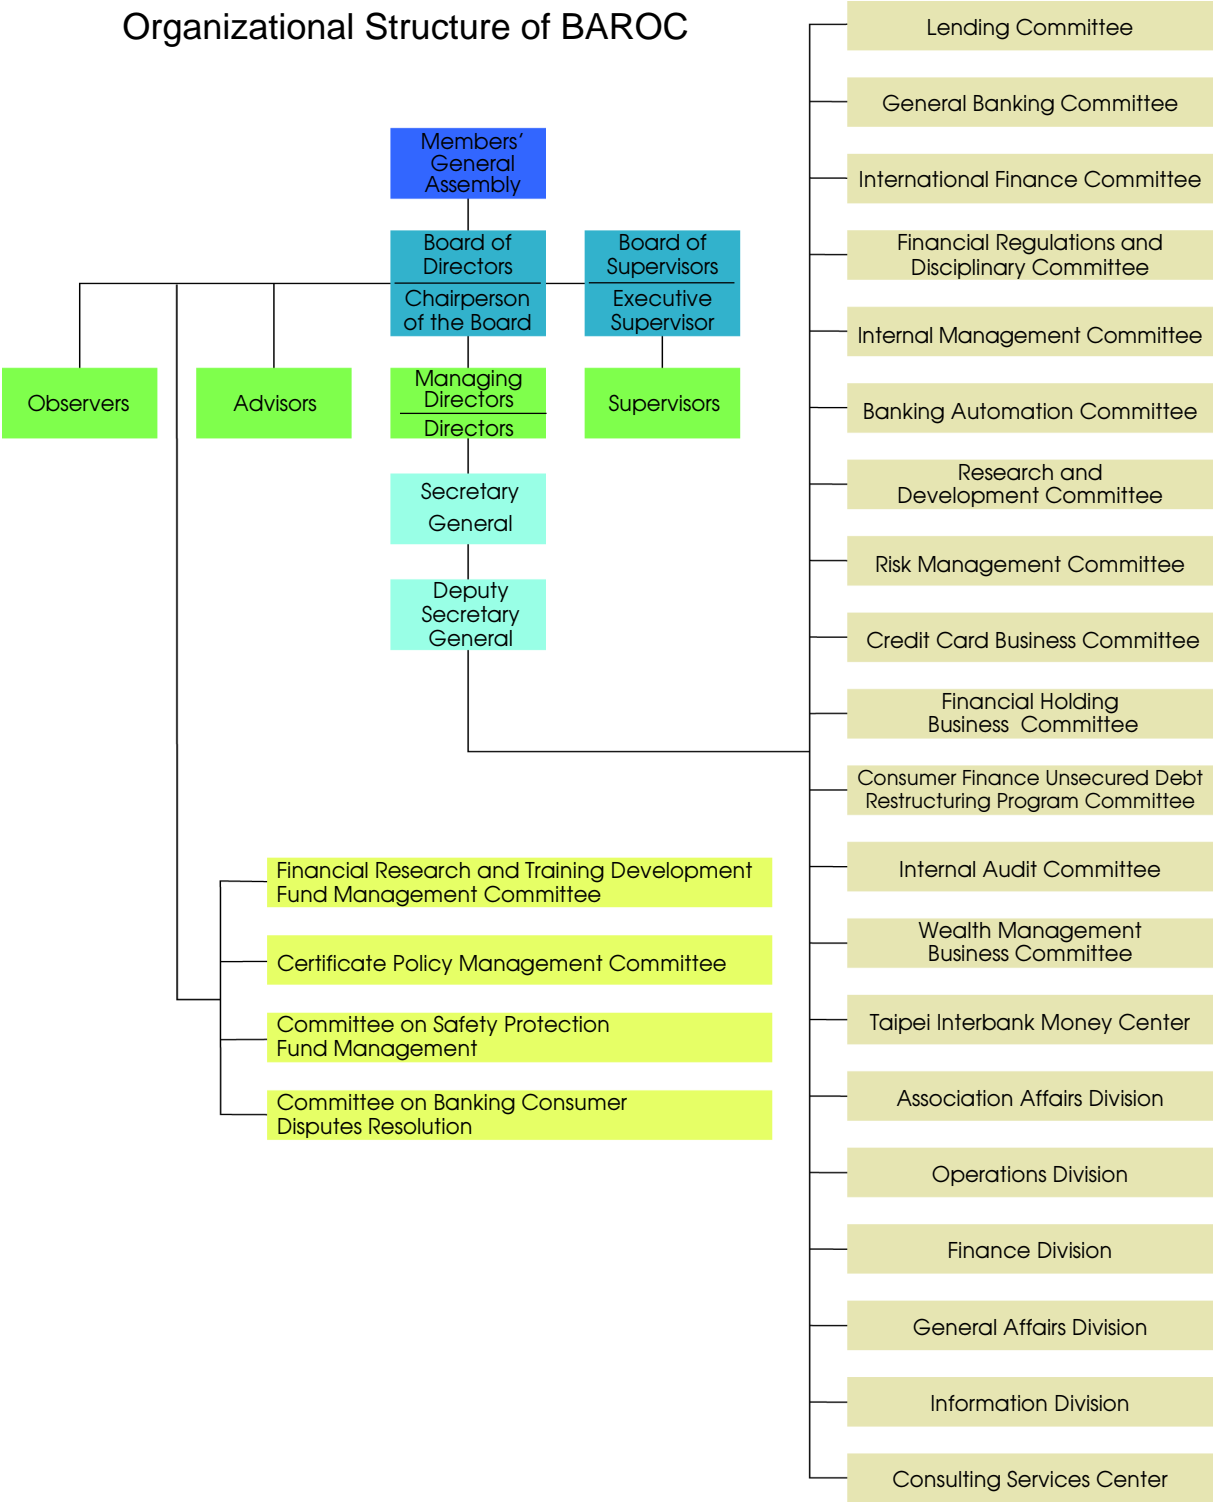 Organizational Structure of BAROC
Members’
General
Assembly
Board of
Directors
Chairperson
of the Board
Board of
Supervisors
Executive
Supervisor
Observers
Advisors
Managing
Directors
Directors
Supervisors
Secretary
General
Deputy
Secretary
General
Financial Research and Training Development
Fund Management Committee
Certificate Policy Management Committee
Committee on Safety Protection
Fund Management
Committee on Banking Consumer
Disputes Resolution
Lending Committee
General Banking Committee
International Finance Committee
Financial Regulations and
Disciplinary Committee
Internal Management Committee
Banking Automation Committee
Research and
Development Committee
Risk Management Committee
Credit Card Business Committee
Financial Holding
Business Committee
Consumer Finance Unsecured Debt
Restructuring Program Committee
Internal Audit Committee
Wealth Management
Business Committee
Taipei Interbank Money Center
Association Affairs Division
Operations Division
Finance Division
General Affairs Division
Information Division
Consulting Services Center